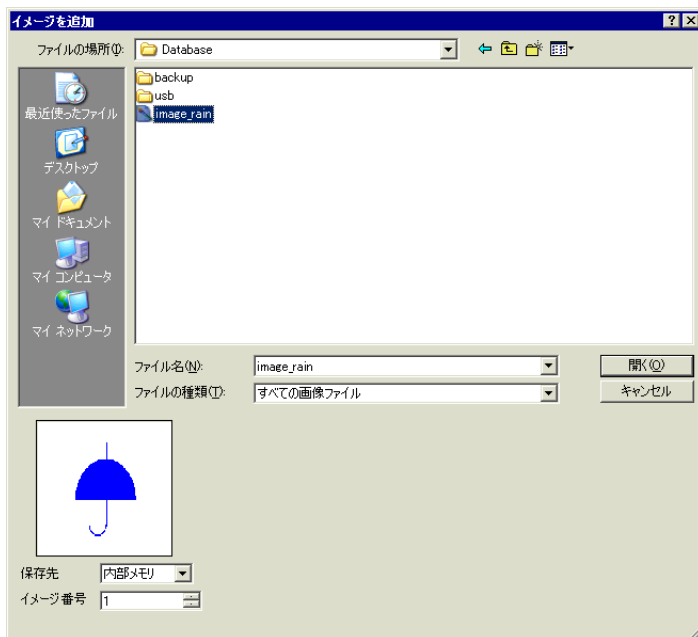 イメージを追加
ファイルの場所(I): Database
backup
usb
image_rain
最近使ったファイル
デスクトップ
マイ ドキュメント
マイ コンピュータ
マイ ネットワーク
ファイル名(N): image_rain 開く(O)
ファイルの種類(T): すべての画像ファイル キャンセル
保存先 内部メモリ
イメージ番号 1